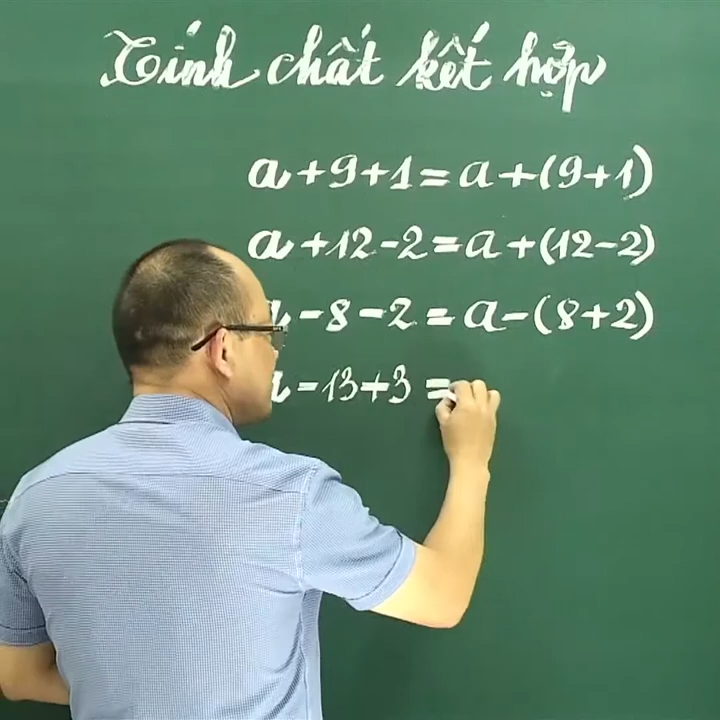 Tính chất kết hợp
a + 9 + 1 = a + (9 + 1)
a + 12 - 2 = a + (12 - 2)
a - 8 - 2 = a - (8 + 2)
a - 13 + 3 =